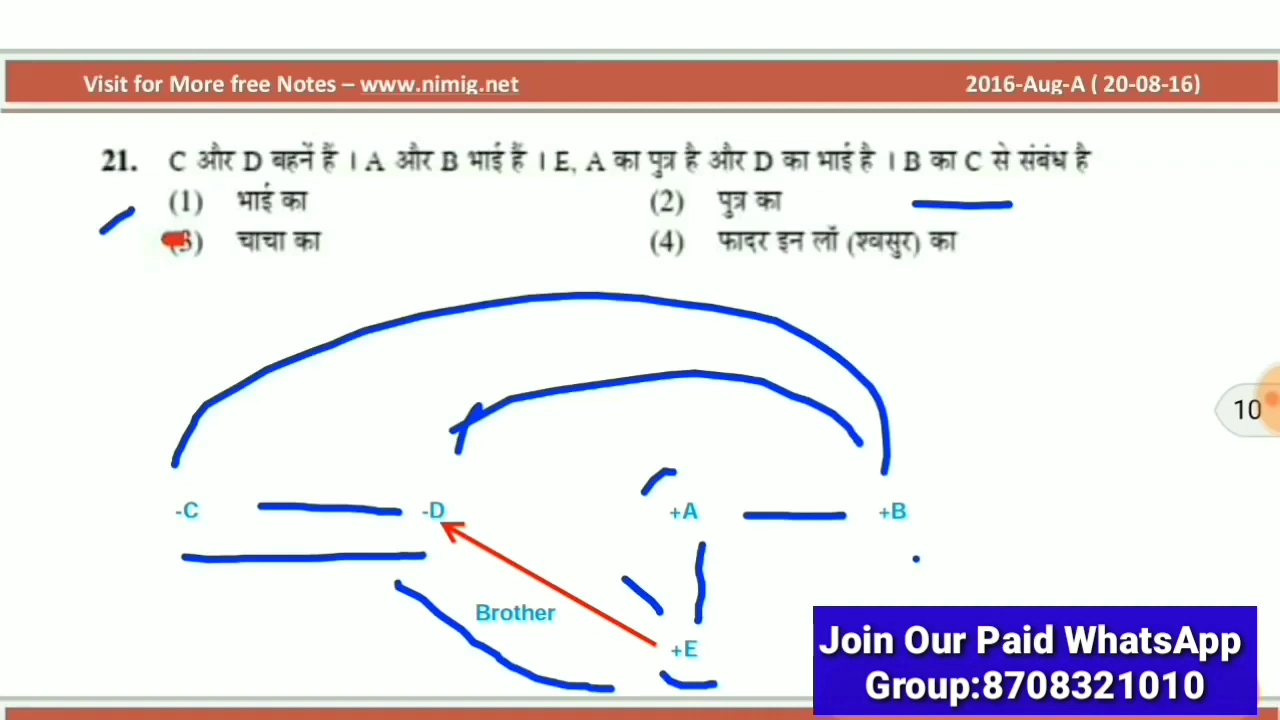 Visit for More free Notes – www.nimig.net 2016-Aug-A ( 20-08-16)
21. C और D बहनें हैं । A और B भाई हैं । E, A का पुत्र है और D का भाई है । B का C से संबंध है
(1) भाई का (2) पुत्र का
(3) चाचा का (4) फादर इन लॉ (श्वसुर) का
10
-C -D +A +B
Brother
+E
Join Our Paid WhatsApp
Group:8708321010